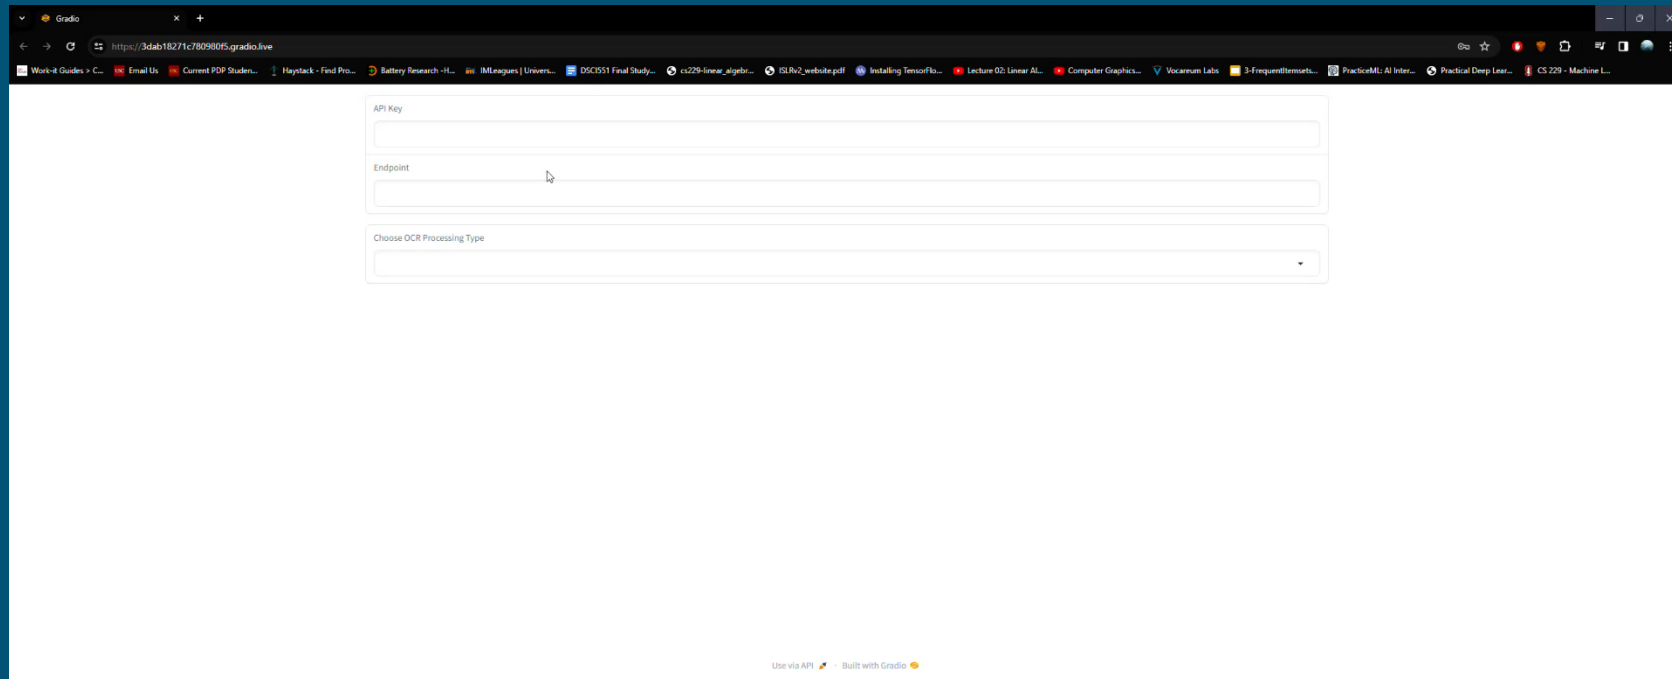 Gradio
https://3dab18271c780980f5.gradio.live
Work-it Guides > C... Email Us Current PDP Studen... Haystack - Find Pro... Battery Research -H... IMLeagues | Univers... DSCI551 Final Study... cs229-linear_algebr... ISLRv2_website.pdf Installing TensorFlo... Lecture 02: Linear Al... Computer Graphics... Vocareum Labs 3-FrequentItemsets... PracticeML: AI Inter... Practical Deep Lear... CS 229 - Machine L...
API Key
Endpoint
Choose OCR Processing Type
Use via API · Built with Gradio